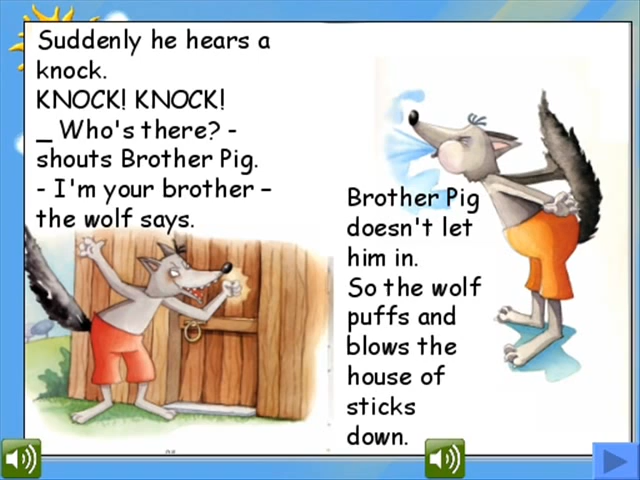 Suddenly he hears a
knock.
KNOCK! KNOCK!
_ Who's there? -
shouts Brother Pig.
- I'm your brother –
the wolf says.
Brother Pig
doesn't let
him in.
So the wolf
puffs and
blows the
house of
sticks
down.